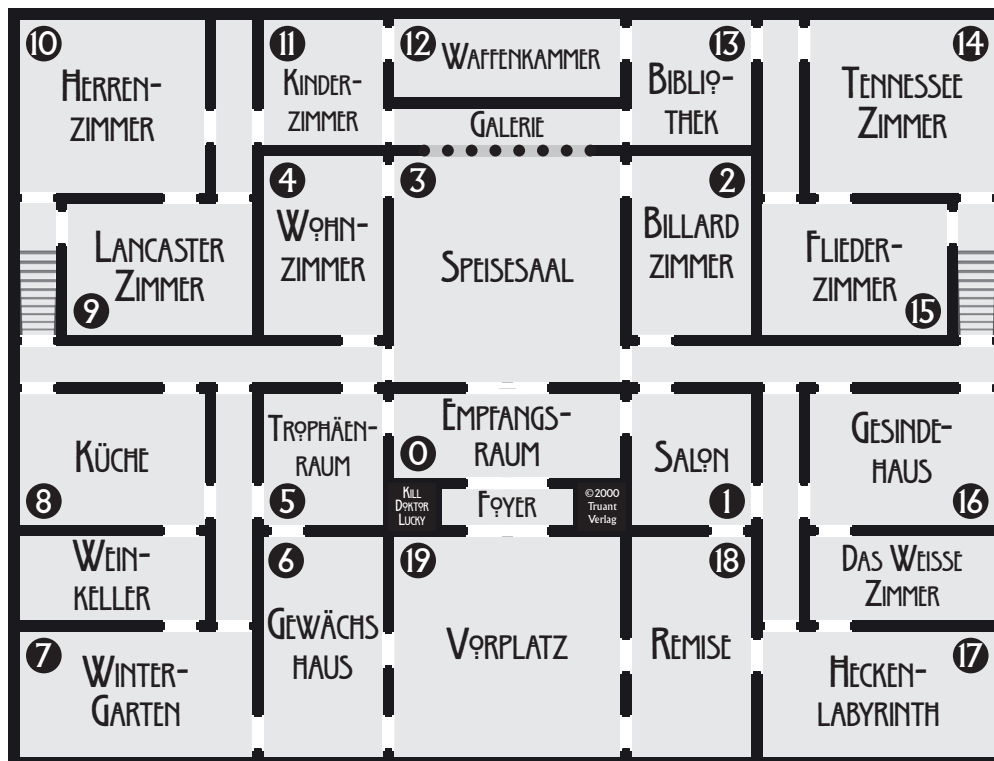 10
HERREN-
ZIMMER
11
KINDER-
ZIMMER
12
WAFFENKAMMER
GALERIE
13
BIBLIO-
THEK
14
TENNESSEE
ZIMMER
LANCASTER
ZIMMER
9
4
WOHN-
ZIMMER
3
SPEISESAAL
2
BILLARD
ZIMMER
FLIEDER-
ZIMMER
15
KÜCHE
8
TROPHÄEN-
RAUM
5
EMPFANGS-
RAUM
0
KILL
DOKTOR
LUCKY
FOYER
©2000
Truant
Verlag
SALON
1
GESINDE-
HAUS
16
WEIN-
KELLER
7
WINTER-
GARTEN
6
GEWÄCHS
HAUS
19
VORPLATZ
18
REMISE
DAS WEISSE
ZIMMER
17
HECKEN-
LABYRINTH